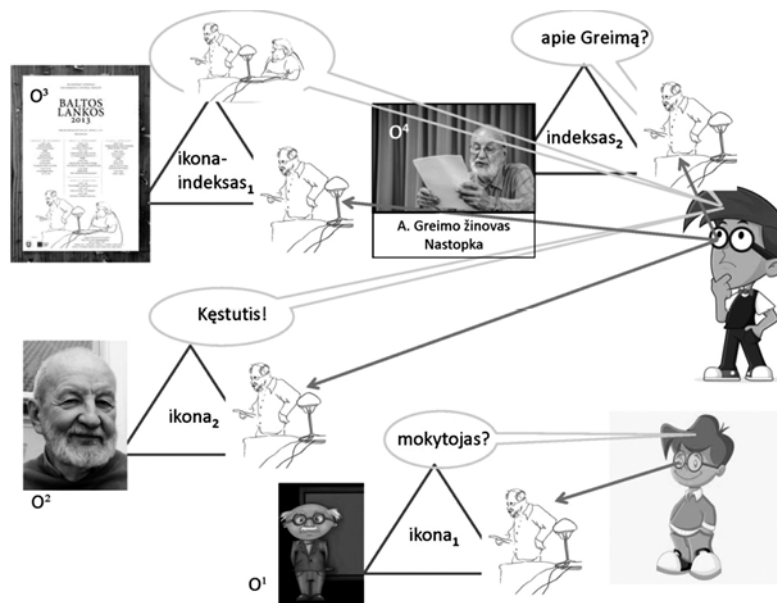 apie Greimą?
O³
BALTOS
LANKOS
2013
ikona-
indeksas₁
O⁴
indeksas₂
A. Greimo žinovas
Nastopka
Kęstutis!
ikona₂
O²
mokytojas?
ikona₁
O¹